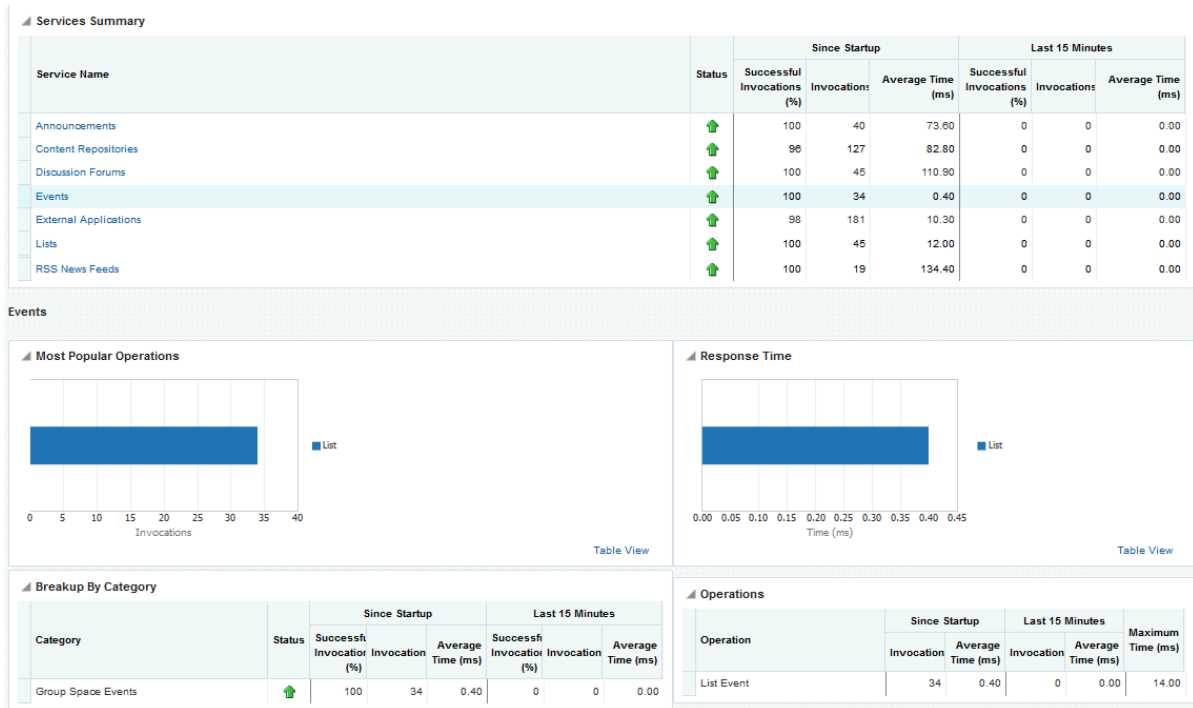 Services Summary
Since Startup Last 15 Minutes
Service Name Status Successful Invocations (%) Invocations Average Time (ms) Successful Invocations (%) Invocations Average Time (ms)
Announcements 100 40 73.60 0 0 0.00
Content Repositories 96 127 82.80 0 0 0.00
Discussion Forums 100 45 110.90 0 0 0.00
Events 100 34 0.40 0 0 0.00
External Applications 98 181 10.30 0 0 0.00
Lists 100 45 12.00 0 0 0.00
RSS News Feeds 100 19 134.40 0 0 0.00
Events
Most Popular Operations
List
0 5 10 15 20 25 30 35 40
Invocations
Table View
Response Time
List
0.00 0.05 0.10 0.15 0.20 0.25 0.30 0.35 0.40 0.45
Time (ms)
Table View
Breakup By Category
Since Startup Last 15 Minutes
Category Status Successfu Invocation (%) Invocation Average Time (ms) Successfu Invocation (%) Invocation Average Time (ms)
Group Space Events 100 34 0.40 0 0 0.00
Operations
Since Startup Last 15 Minutes
Operation Invocation Average Time (ms) Invocation Average Time (ms) Maximum Time (ms)
List Event 34 0.40 0 0.00 14.00